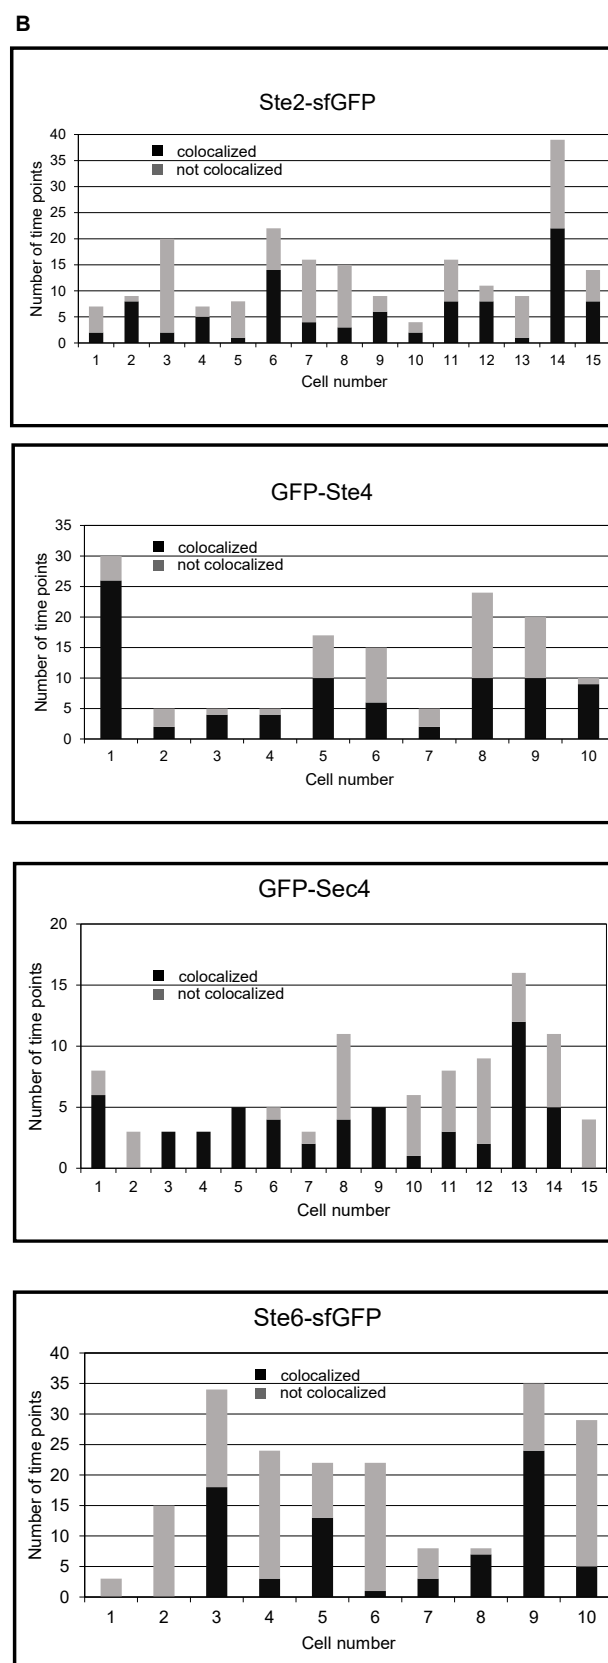 B
Ste2-sfGFP
40
35
30
25
20
15
10
5
0
Number of time points
colocalized
not colocalized
1 2 3 4 5 6 7 8 9 10 11 12 13 14 15
Cell number
GFP-Ste4
35
30
25
20
15
10
5
0
Number of time points
colocalized
not colocalized
1 2 3 4 5 6 7 8 9 10
Cell number
GFP-Sec4
20
15
10
5
0
Number of time points
colocalized
not colocalized
1 2 3 4 5 6 7 8 9 10 11 12 13 14 15
Cell number
Ste6-sfGFP
40
35
30
25
20
15
10
5
0
Number of time points
colocalized
not colocalized
1 2 3 4 5 6 7 8 9 10
Cell number